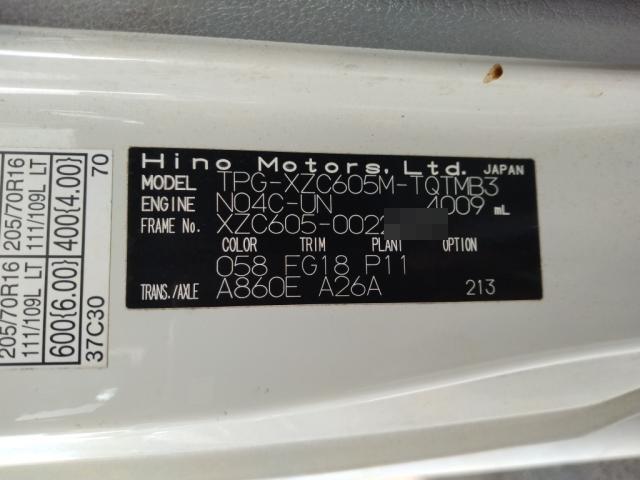 Hino Motors, Ltd. JAPAN
MODEL TPG-XZC605M-TQTMB3
ENGINE N04C-UN 4009 mL
FRAME No. XZC605-002
COLOR TRIM PLANT OPTION
058 FG18 P11
TRANS./AXLE A860E A26A 213
205/70R16 205/70R16
111/109L LT 111/109L LT
600{6.00} 400{4.00}
37C30 70